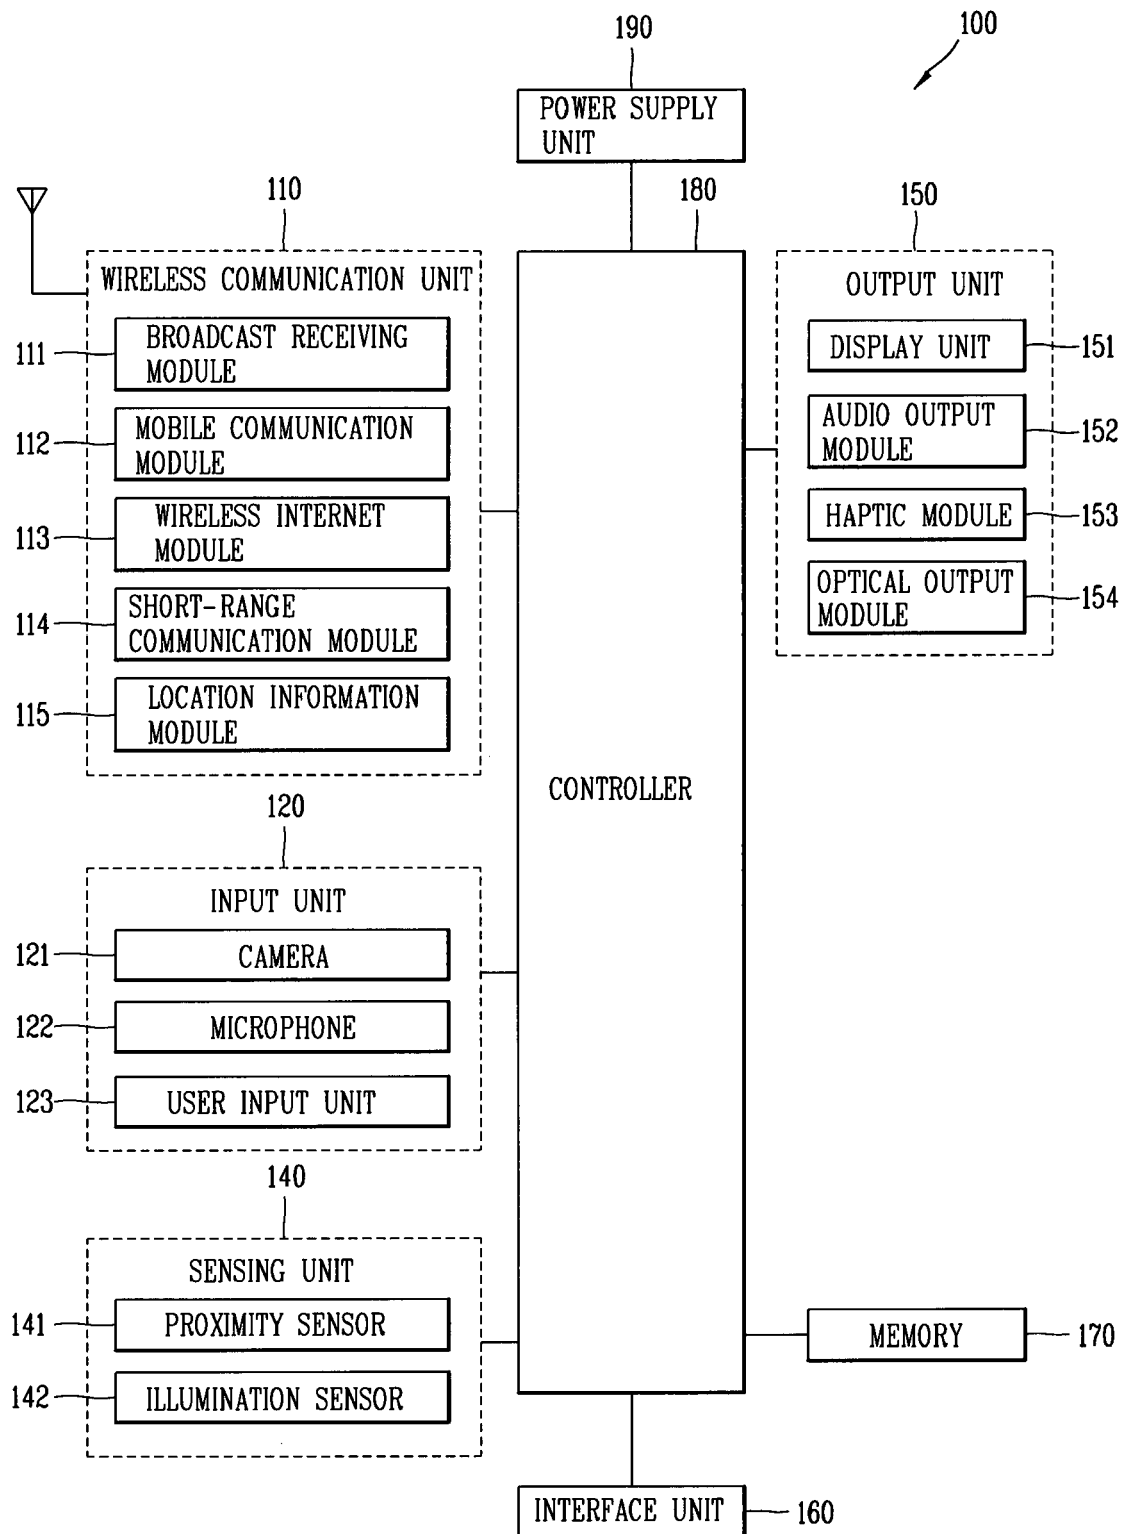 100
190
POWER SUPPLY
UNIT
110
180
150
WIRELESS COMMUNICATION UNIT
111
BROADCAST RECEIVING
MODULE
112
MOBILE COMMUNICATION
MODULE
113
WIRELESS INTERNET
MODULE
114
SHORT-RANGE
COMMUNICATION MODULE
115
LOCATION INFORMATION
MODULE
OUTPUT UNIT
DISPLAY UNIT
151
AUDIO OUTPUT
MODULE
152
HAPTIC MODULE
153
OPTICAL OUTPUT
MODULE
154
CONTROLLER
120
INPUT UNIT
121
CAMERA
122
MICROPHONE
123
USER INPUT UNIT
140
SENSING UNIT
141
PROXIMITY SENSOR
142
ILLUMINATION SENSOR
MEMORY
170
INTERFACE UNIT
160